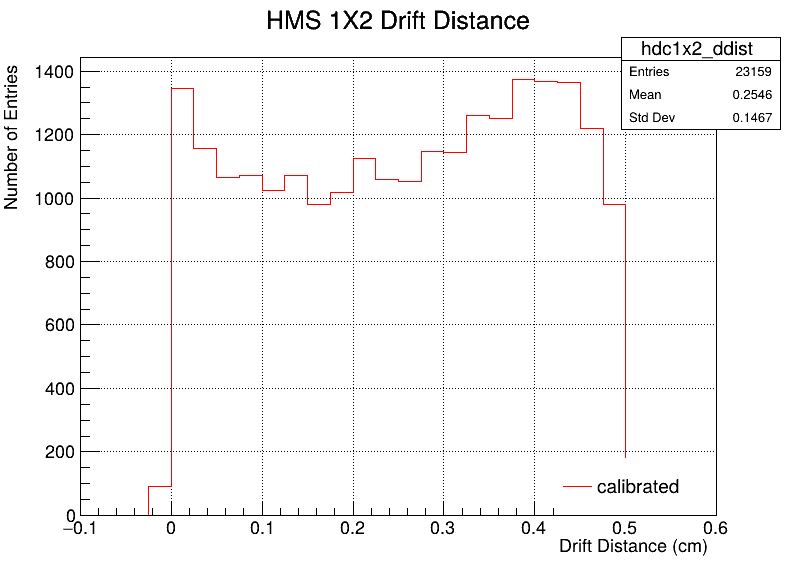 HMS 1X2 Drift Distance
hdc1x2_ddist
Entries 23159
Mean 0.2546
Std Dev 0.1467
Number of Entries
1400
1200
1000
800
600
400
200
0
−0.1 0 0.1 0.2 0.3 0.4 0.5 0.6
Drift Distance (cm)
calibrated